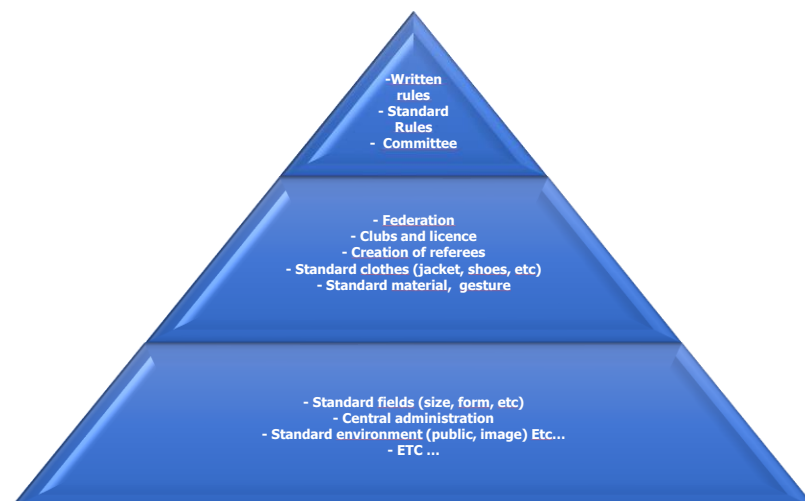 -Written
rules
- Standard
Rules
- Committee
- Federation
- Clubs and licence
- Creation of referees
- Standard clothes (jacket, shoes, etc)
- Standard material, gesture
- Standard fields (size, form, etc)
- Central administration
- Standard environment (public, image) Etc...
- ETC ...